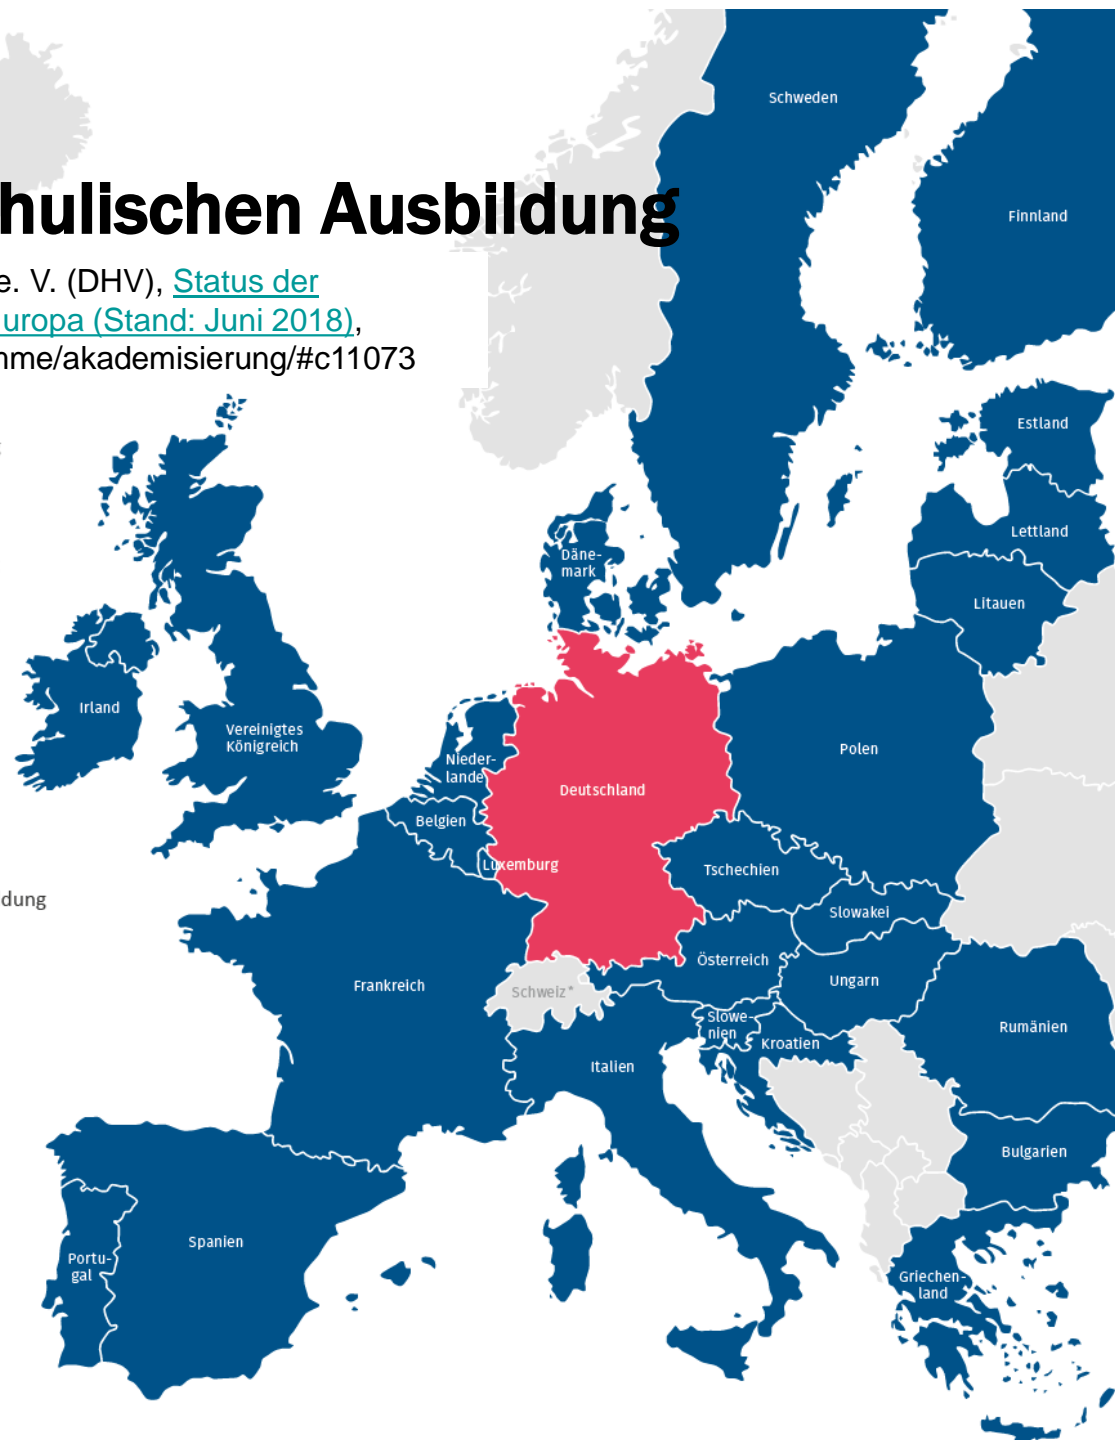 Schweden
hulischen Ausbildung
Finnland
e. V. (DHV), Status der
uropa (Stand: Juni 2018),
nme/akademisierung/#c11073
Estland
Lettland
Däne-
mark
Litauen
Irland
Vereinigtes
Königreich
Nieder-
lande
Polen
Deutschland
Belgien
Luxemburg
Tschechien
dung
Slowakei
Österreich
Ungarn
Frankreich
Schweiz*
Slowe-
nien
Kroatien
Rumänien
Italien
Bulgarien
Spanien
Portu-
gal
Griechen-
land